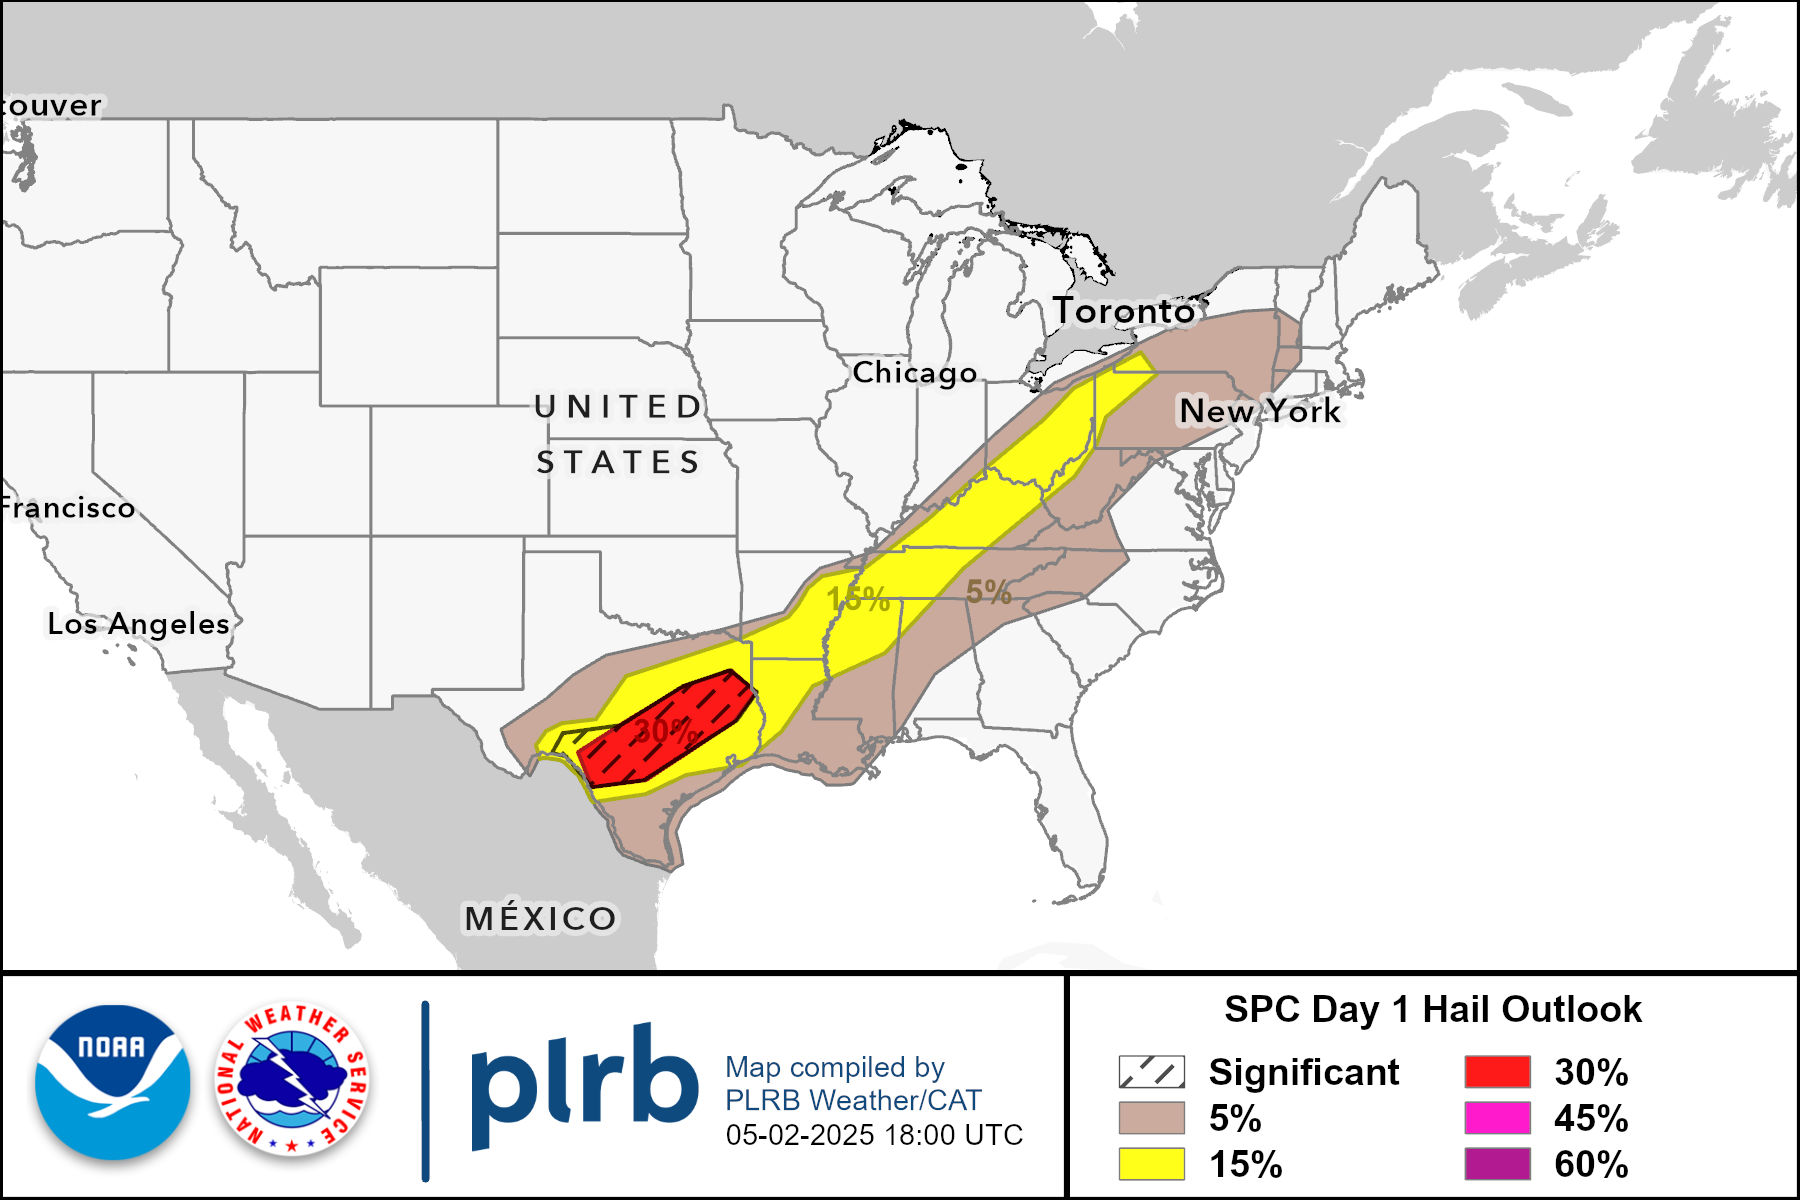 couver
Toronto
Chicago
New York
UNITED
STATES
Francisco
Los Angeles
15%
5%
30%
MÉXICO
NOAA
NATIONAL WEATHER SERVICE
plrb
Map compiled by
PLRB Weather/CAT
05-02-2025 18:00 UTC
SPC Day 1 Hail Outlook
Significant
5%
15%
30%
45%
60%